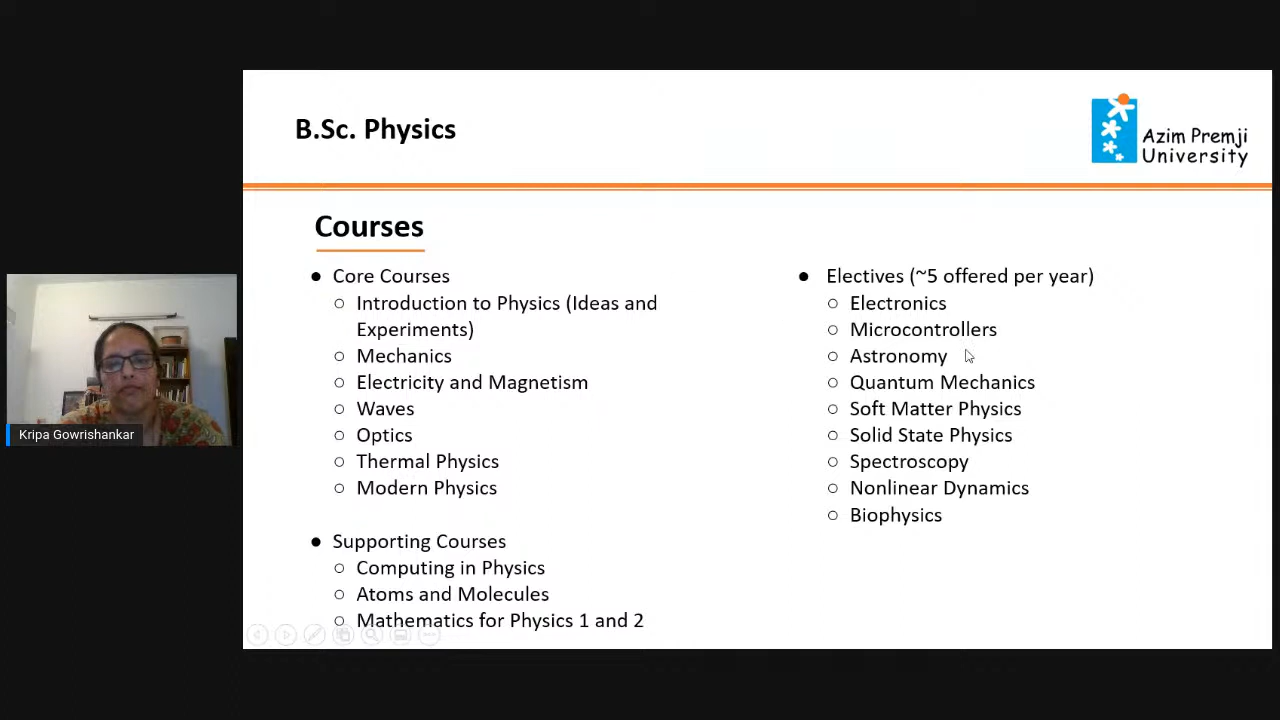 B.Sc. Physics
Azim Premji
University
Courses
● Core Courses
○ Introduction to Physics (Ideas and
Experiments)
○ Mechanics
○ Electricity and Magnetism
○ Waves
○ Optics
○ Thermal Physics
○ Modern Physics
● Supporting Courses
○ Computing in Physics
○ Atoms and Molecules
○ Mathematics for Physics 1 and 2
● Electives (~5 offered per year)
○ Electronics
○ Microcontrollers
○ Astronomy
○ Quantum Mechanics
○ Soft Matter Physics
○ Solid State Physics
○ Spectroscopy
○ Nonlinear Dynamics
○ Biophysics
Kripa Gowrishankar